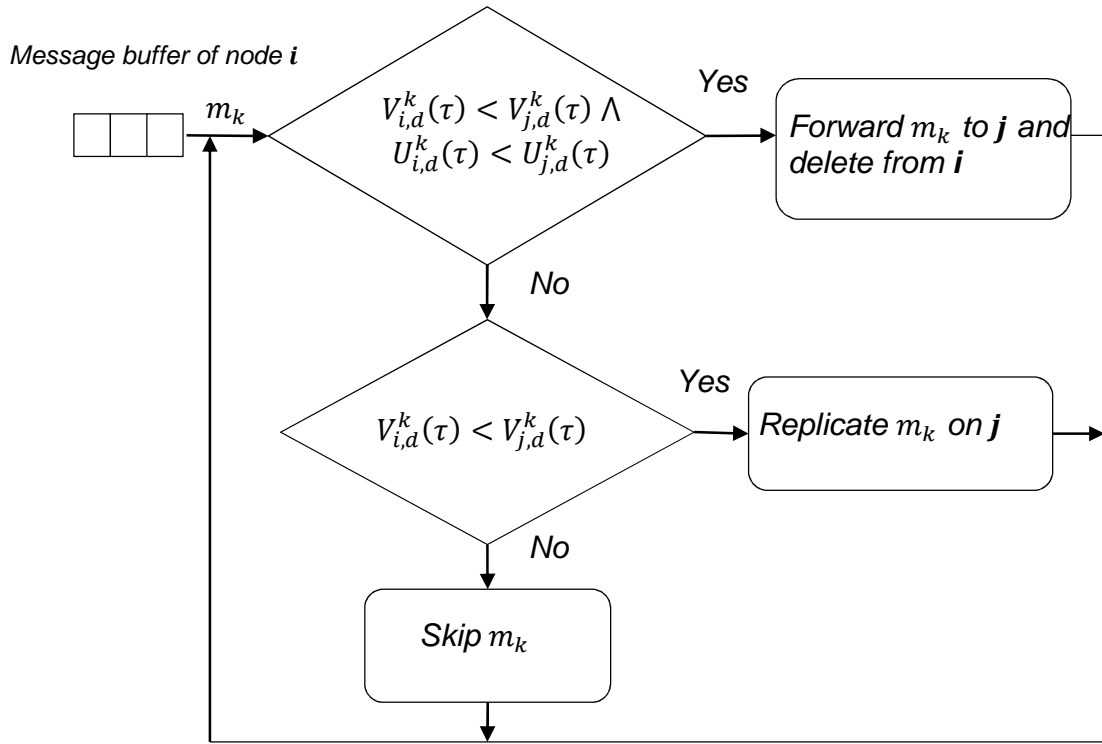 Message buffer of node i
m_k
V_{i,d}^k(τ) < V_{j,d}^k(τ) ∧
U_{i,d}^k(τ) < U_{j,d}^k(τ)
Yes
Forward m_k to j and
delete from i
No
V_{i,d}^k(τ) < V_{j,d}^k(τ)
Yes
Replicate m_k on j
No
Skip m_k